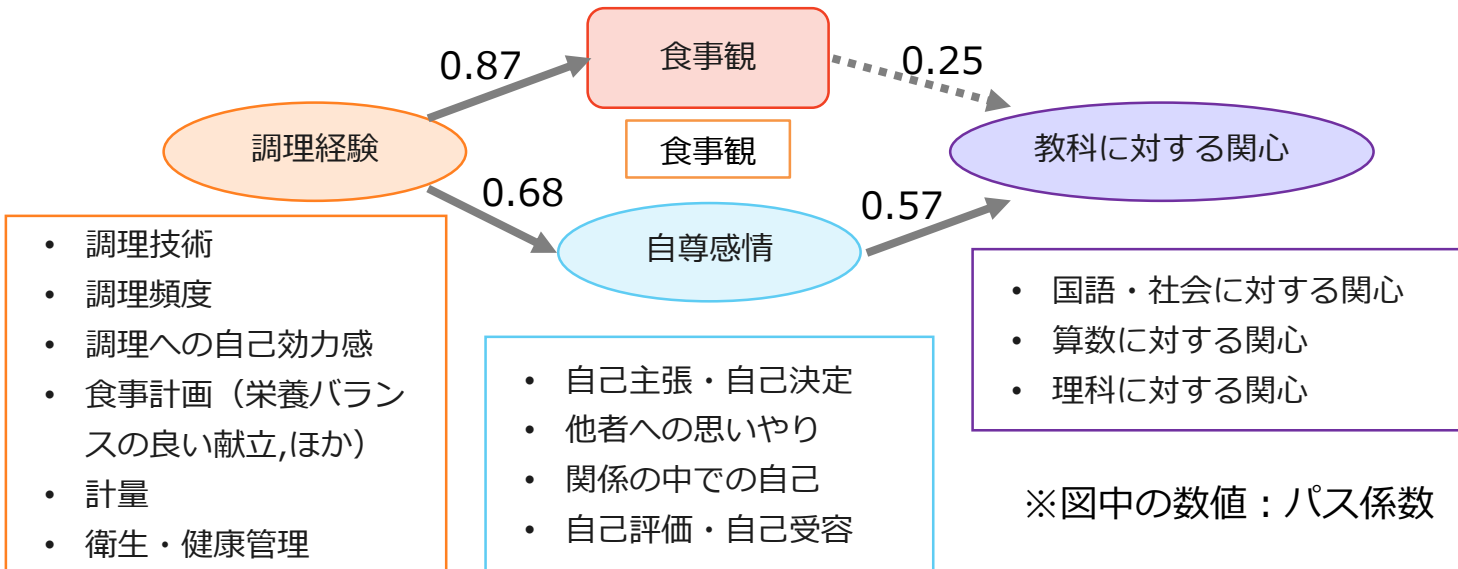 食事観
0.87
0.25
調理経験
食事観
教科に対する関心
0.68
0.57
自尊感情
• 調理技術
• 調理頻度
• 調理への自己効力感
• 食事計画（栄養バラン
スの良い献立,ほか）
• 計量
• 衛生・健康管理
• 自己主張・自己決定
• 他者への思いやり
• 関係の中での自己
• 自己評価・自己受容
• 国語・社会に対する関心
• 算数に対する関心
• 理科に対する関心
※図中の数値：パス係数